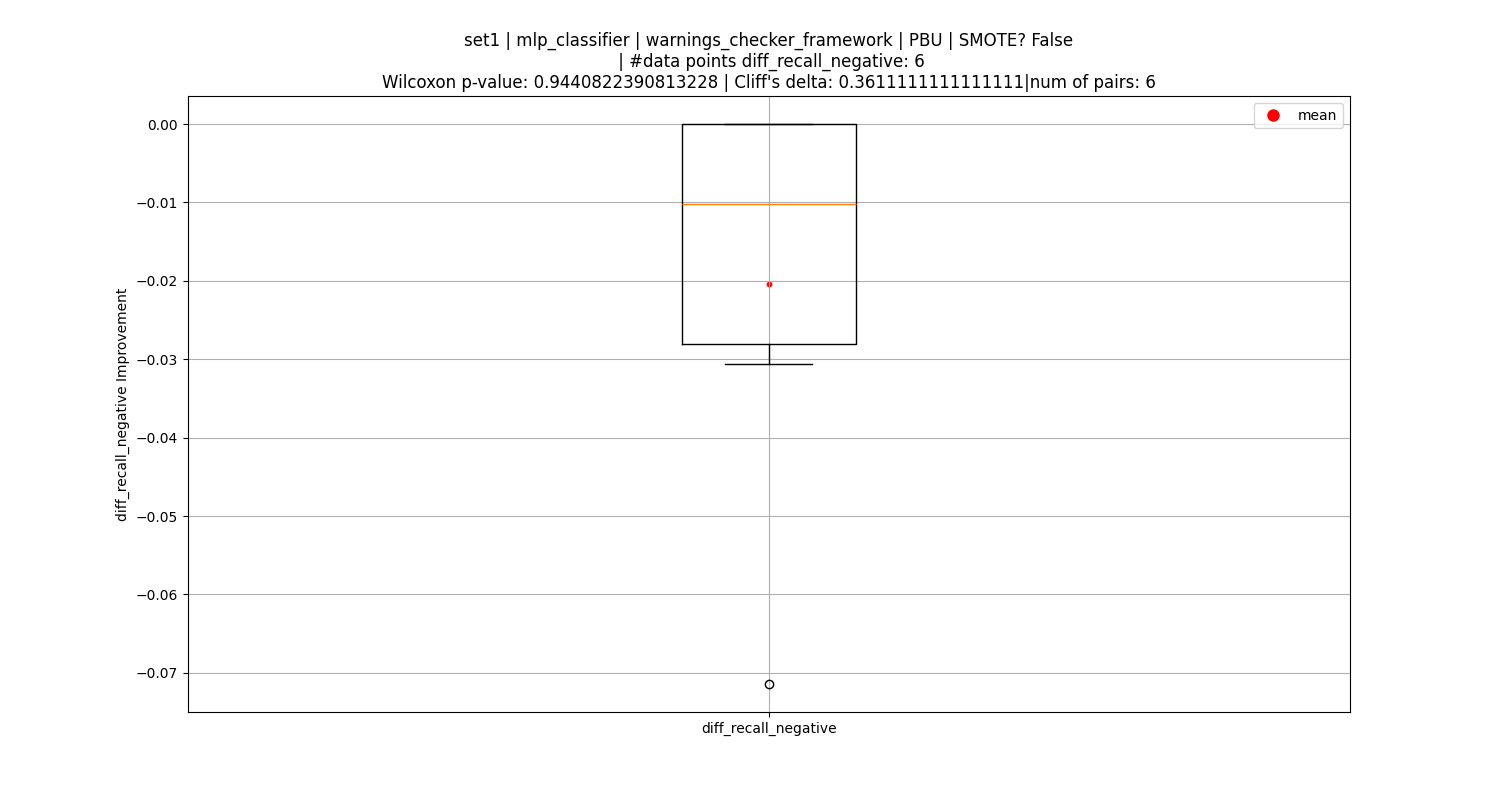 set1 | mlp_classifier | warnings_checker_framework | PBU | SMOTE? False
| #data points diff_recall_negative: 6
Wilcoxon p-value: 0.9440822390813228 | Cliff's delta: 0.3611111111111111|num of pairs: 6
mean
0.00
−0.01
−0.02
−0.03
−0.04
−0.05
−0.06
−0.07
diff_recall_negative Improvement
diff_recall_negative